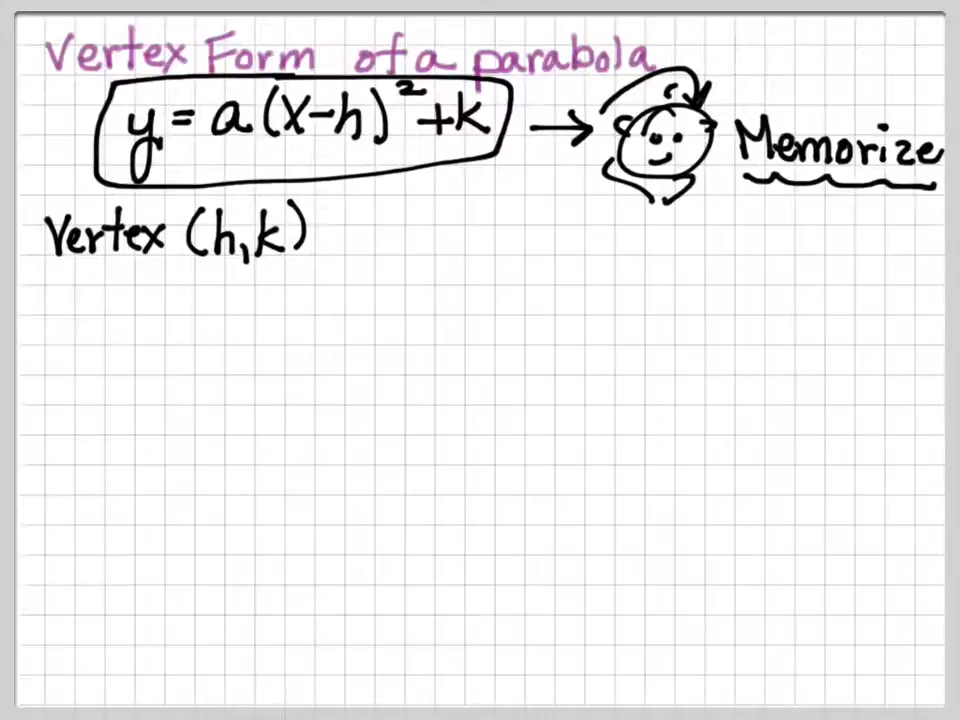 Vertex Form of a parabola
y = a(x-h)² + k → Memorize
Vertex (h,k)